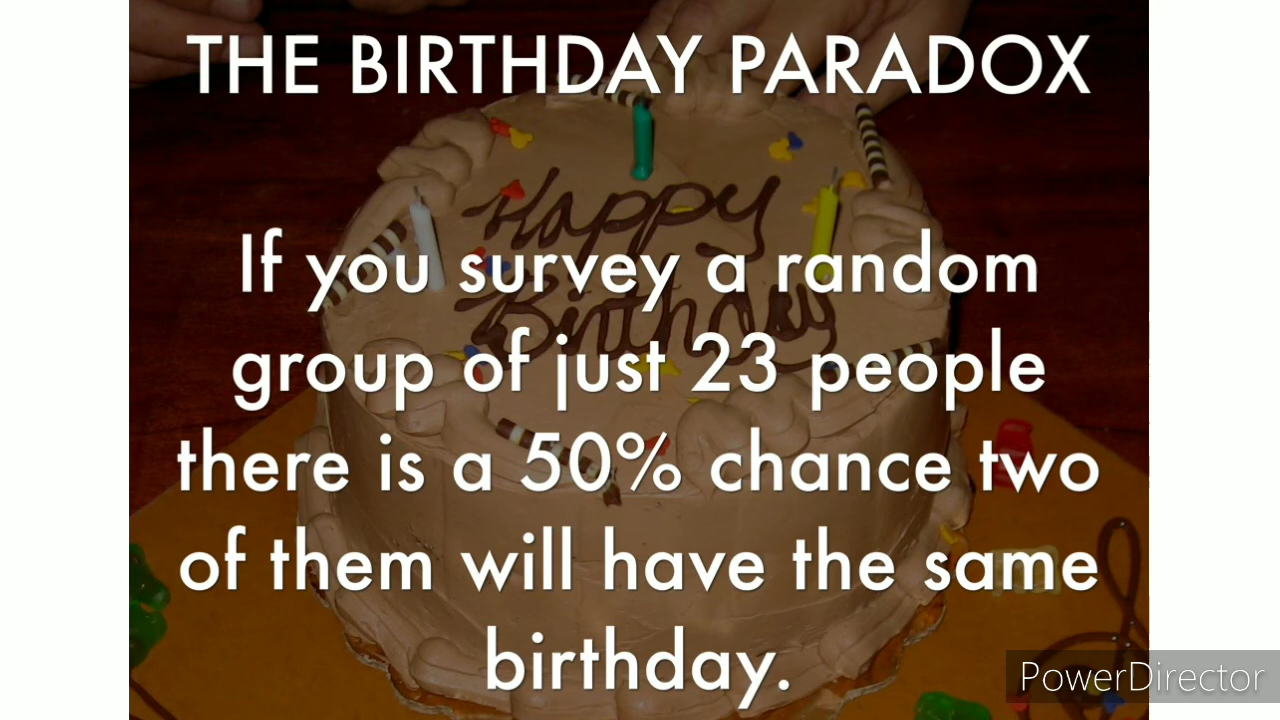 THE BIRTHDAY PARADOX
Happy
Birthday
If you survey a random
group of just 23 people
there is a 50% chance two
of them will have the same
birthday.
PowerDirector